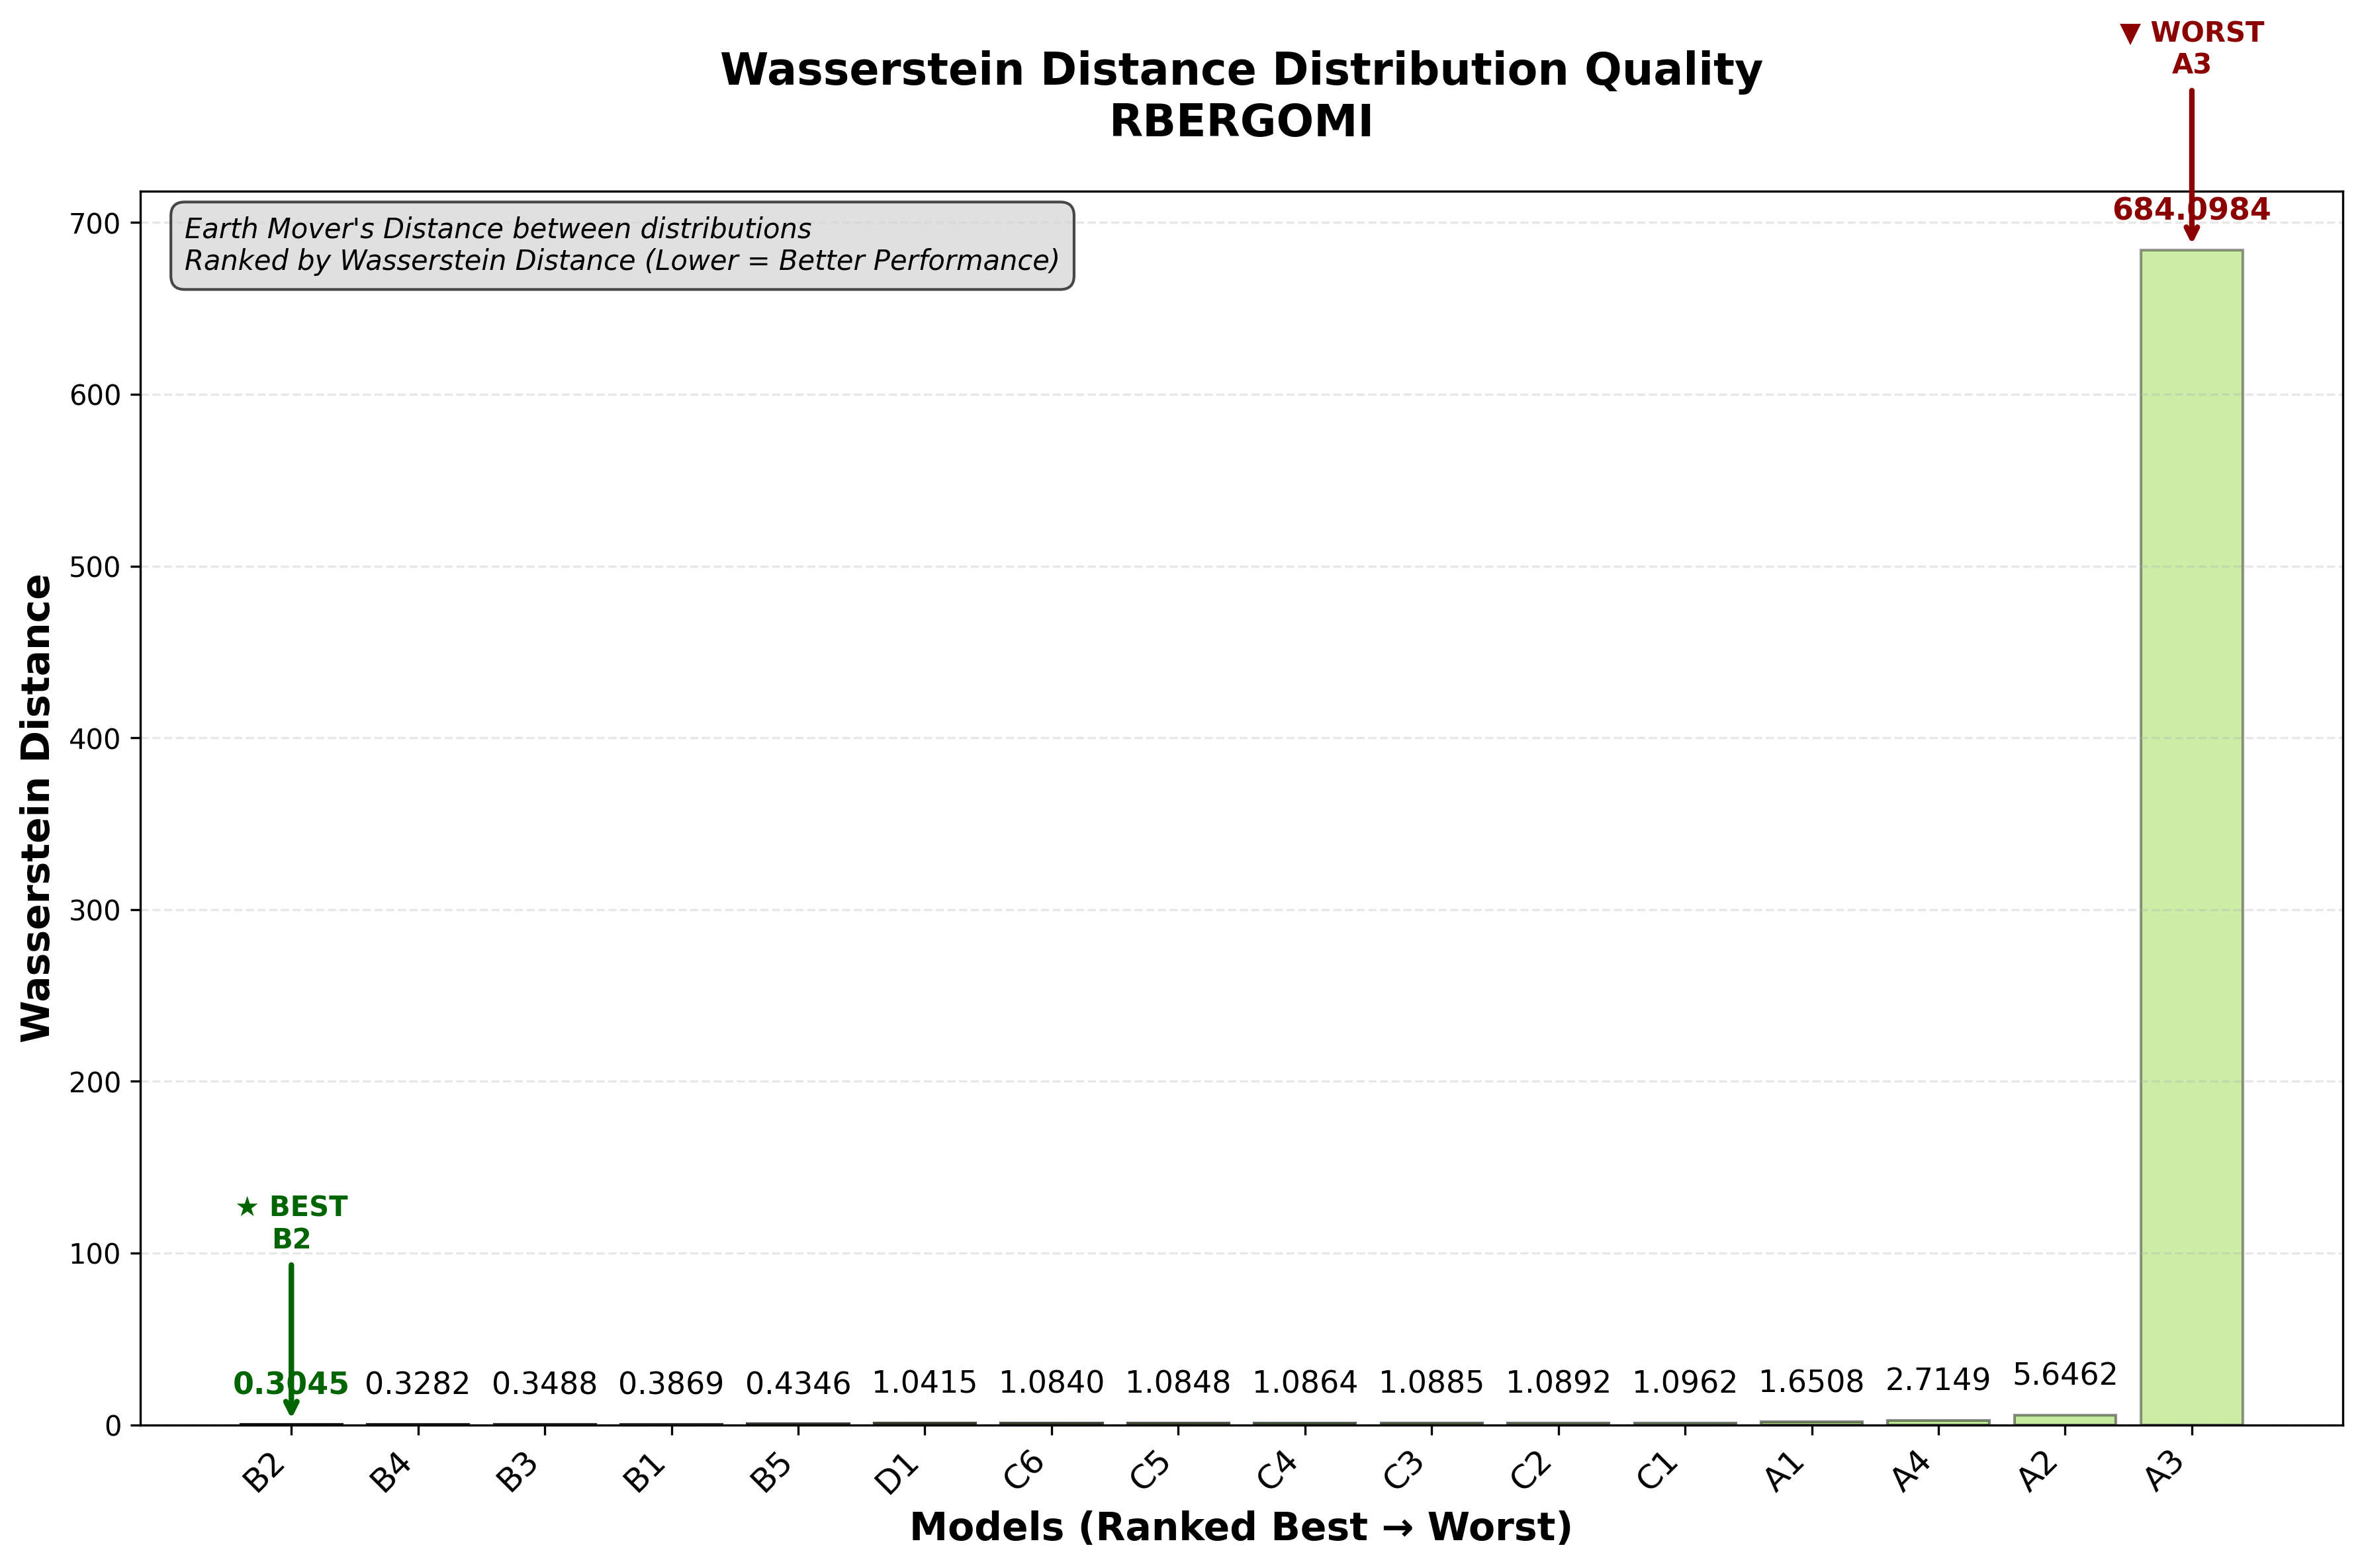 ▼ WORST
A3
Wasserstein Distance Distribution Quality
RBERGOMI
684.0984
Earth Mover's Distance between distributions
Ranked by Wasserstein Distance (Lower = Better Performance)
Wasserstein Distance
700
600
500
400
300
200
100
0
★ BEST
B2
0.3045 0.3282 0.3488 0.3869 0.4346 1.0415 1.0840 1.0848 1.0864 1.0885 1.0892 1.0962 1.6508 2.7149 5.6462
B2 B4 B3 B1 B5 D1 C6 C5 C4 C3 C2 C1 A1 A4 A2 A3
Models (Ranked Best → Worst)